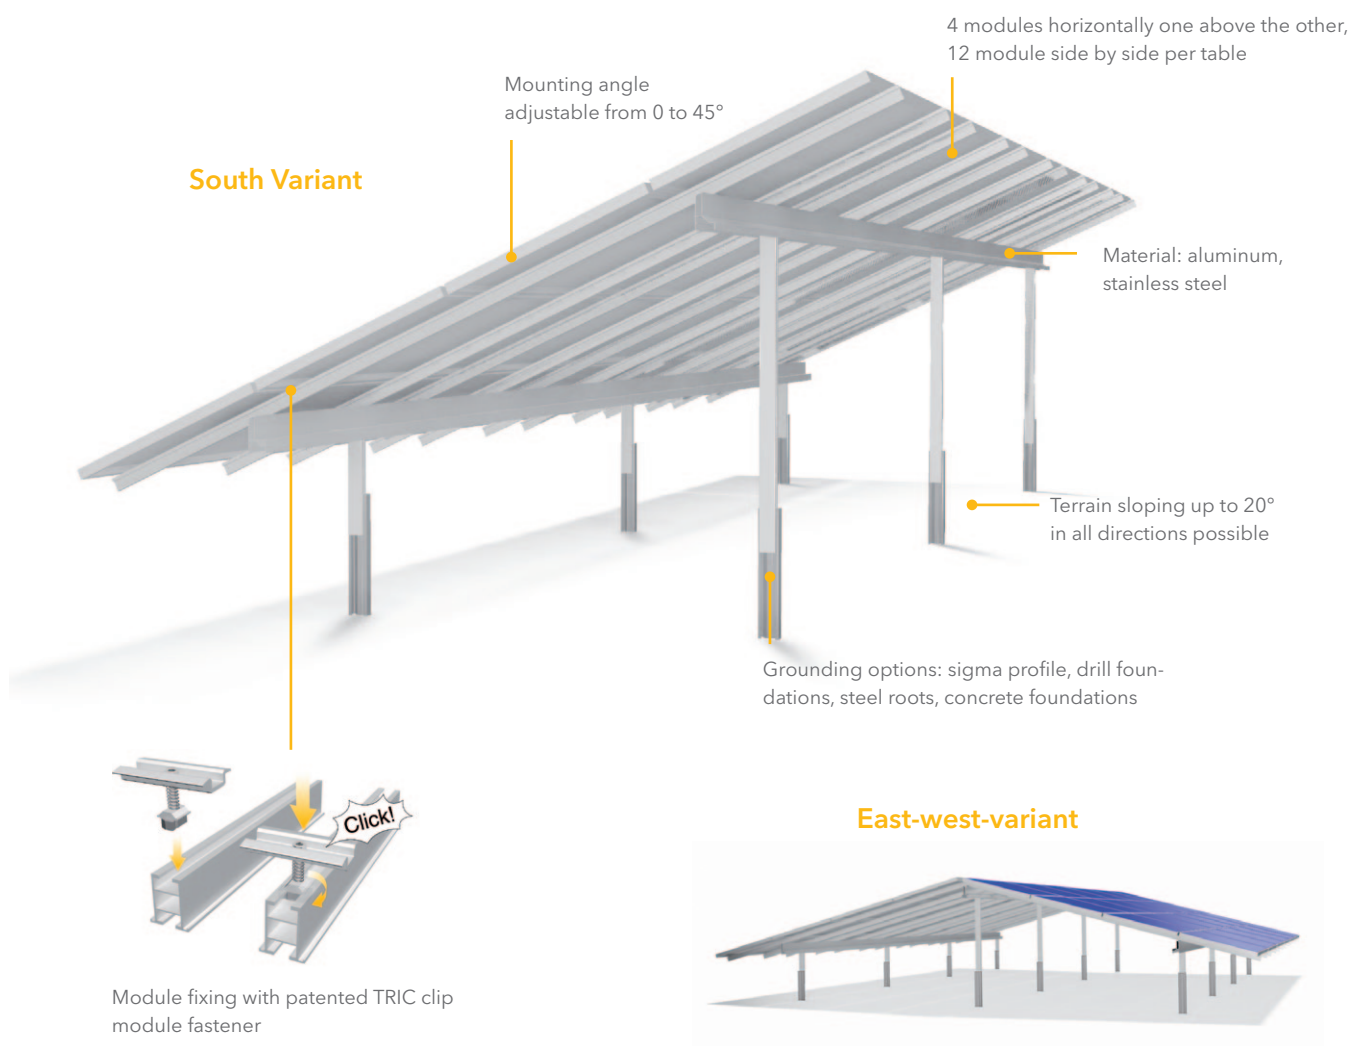 4 modules horizontally one above the other,
12 module side by side per table
Mounting angle
adjustable from 0 to 45°
South Variant
Material: aluminum,
stainless steel
Terrain sloping up to 20°
in all directions possible
Grounding options: sigma profile, drill foun-
dations, steel roots, concrete foundations
Click!
East-west-variant
Module fixing with patented TRIC clip
module fastener